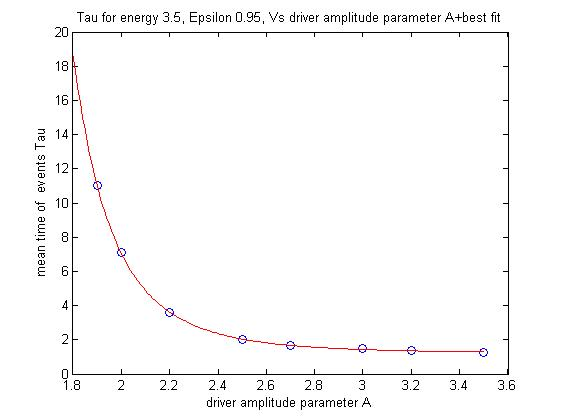 Tau for energy 3.5, Epsilon 0.95, Vs driver amplitude parameter A+best fit
20
18
16
14
12
10
8
6
4
2
0
mean time of events Tau
1.8 2 2.2 2.4 2.6 2.8 3 3.2 3.4 3.6
driver amplitude parameter A